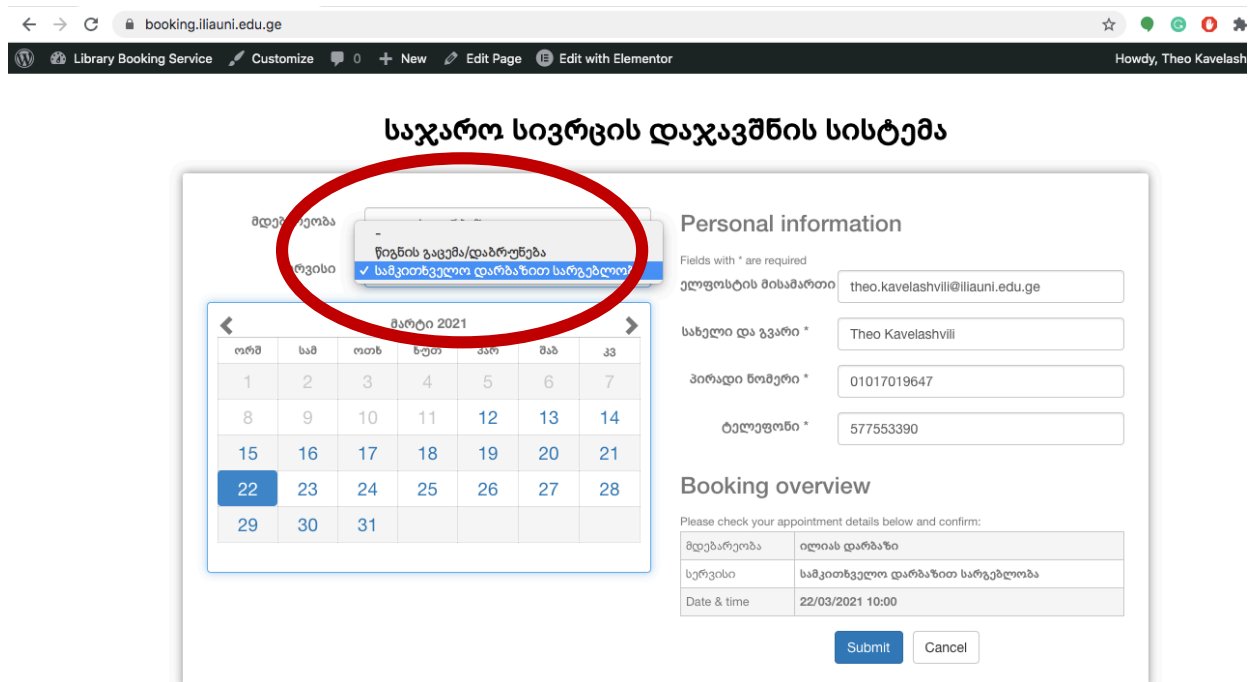 booking.iliauni.edu.ge
Library Booking Service Customize 0 New Edit Page Edit with Elementor Howdy, Theo Kavelash
საჯარო სივრცის დაჯავშნის სისტემა
მდებარეობა
-
წიგნის გაცემა/დაბრუნება
✓ სამკითხველო დარბაზით სარგებლობ
მარტი 2021
ორშ სამ ოთხ ხუთ პარ შაბ კვ
1 2 3 4 5 6 7
8 9 10 11 12 13 14
15 16 17 18 19 20 21
22 23 24 25 26 27 28
29 30 31
Personal information
Fields with * are required
ელფოსტის მისამართი theo.kavelashvili@iliauni.edu.ge
სახელი და გვარი * Theo Kavelashvili
პირადი ნომერი * 01017019647
ტელეფონი * 577553390
Booking overview
Please check your appointment details below and confirm:
მდებარეობა ილიას დარბაზი
სერვისი სამკითხველო დარბაზით სარგებლობა
Date & time 22/03/2021 10:00
Submit Cancel